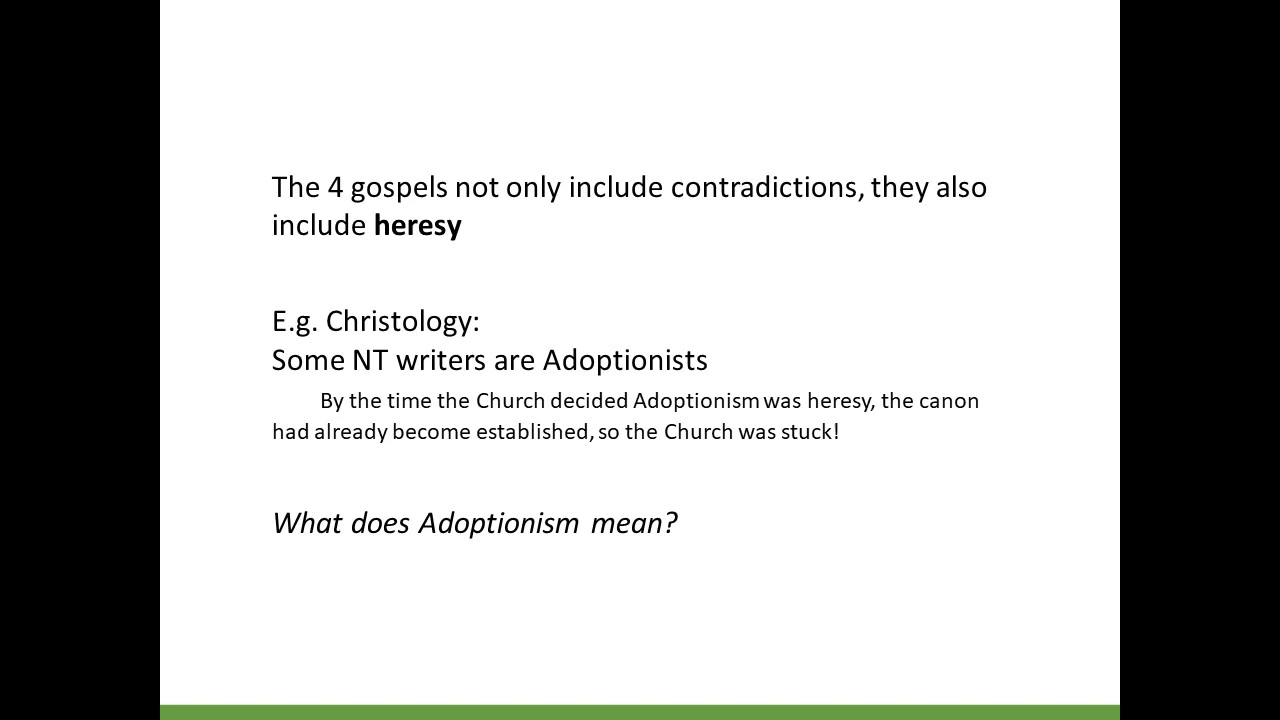 The 4 gospels not only include contradictions, they also
include heresy
E.g. Christology:
Some NT writers are Adoptionists
By the time the Church decided Adoptionism was heresy, the canon
had already become established, so the Church was stuck!
What does Adoptionism mean?